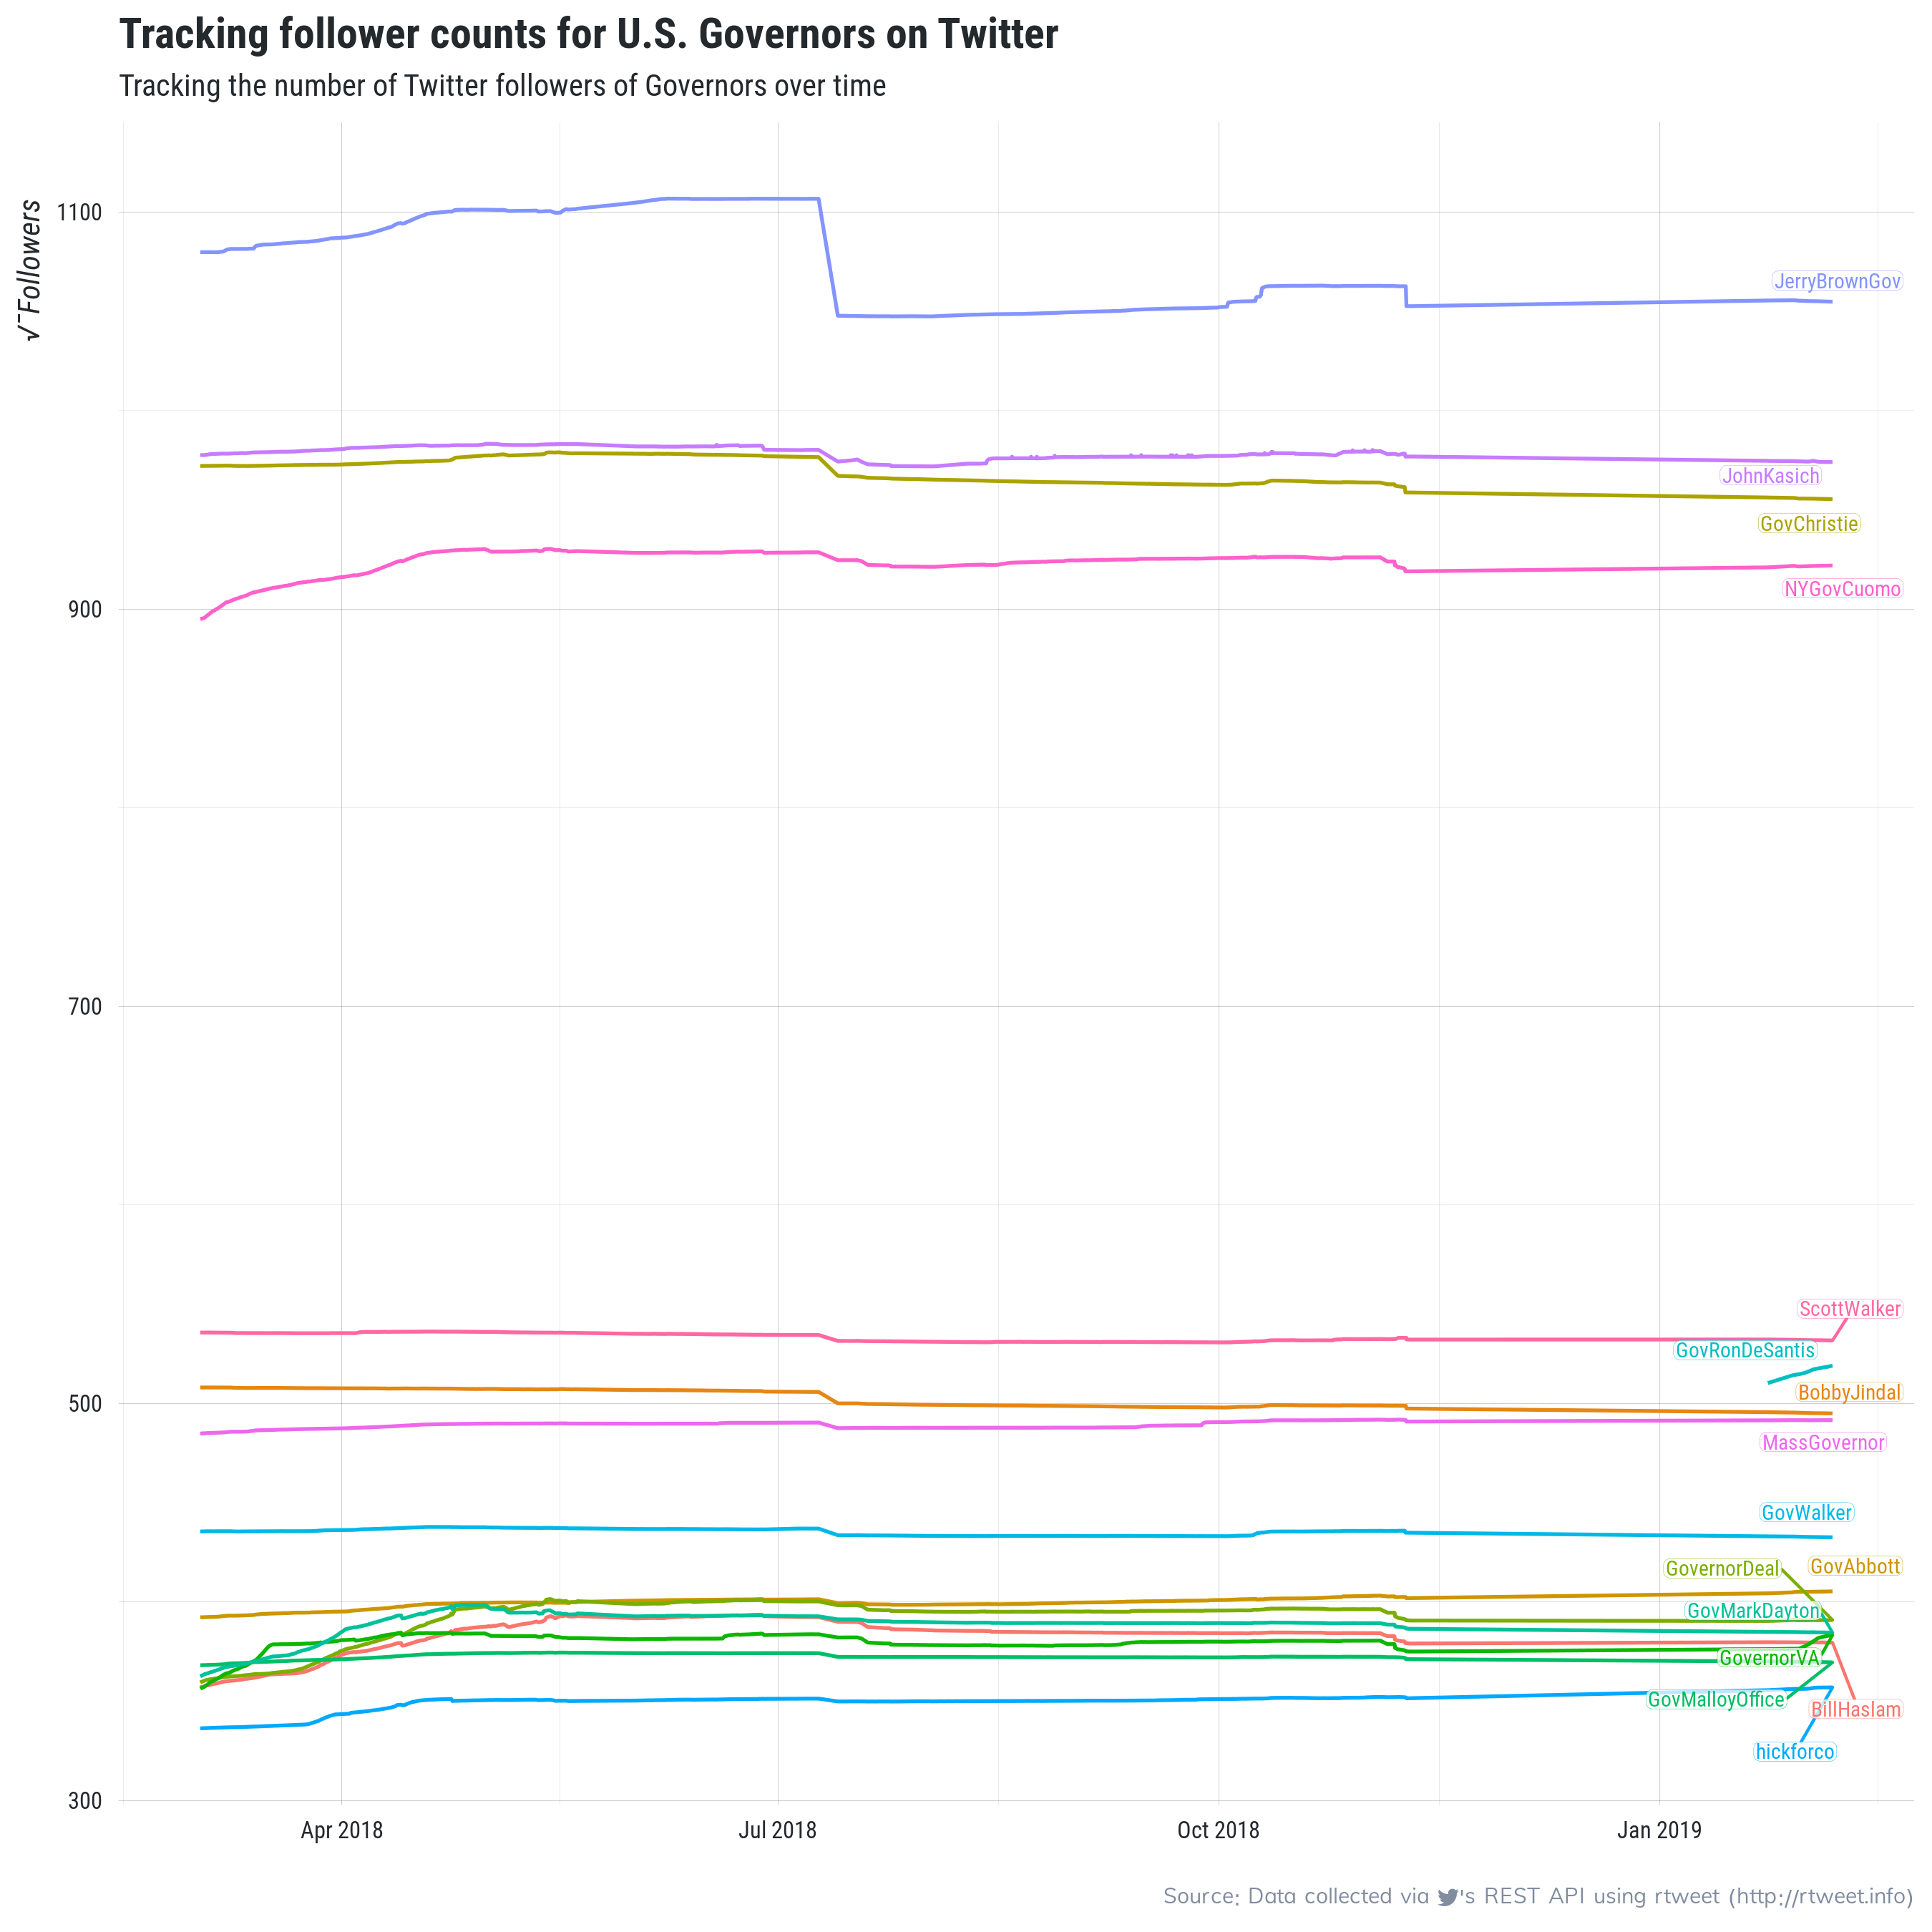 Tracking follower counts for U.S. Governors on Twitter
Tracking the number of Twitter followers of Governors over time
√‾Followers
1100
900
700
500
300
JerryBrownGov
JohnKasich
GovChristie
NYGovCuomo
ScottWalker
GovRonDeSantis
BobbyJindal
MassGovernor
GovWalker
GovAbbott
GovernorDeal
GovMarkDayton
GovernorVA
GovMalloyOffice
BillHaslam
hickforco
Apr 2018
Jul 2018
Oct 2018
Jan 2019
Source: Data collected via 's REST API using rtweet (http://rtweet.info)